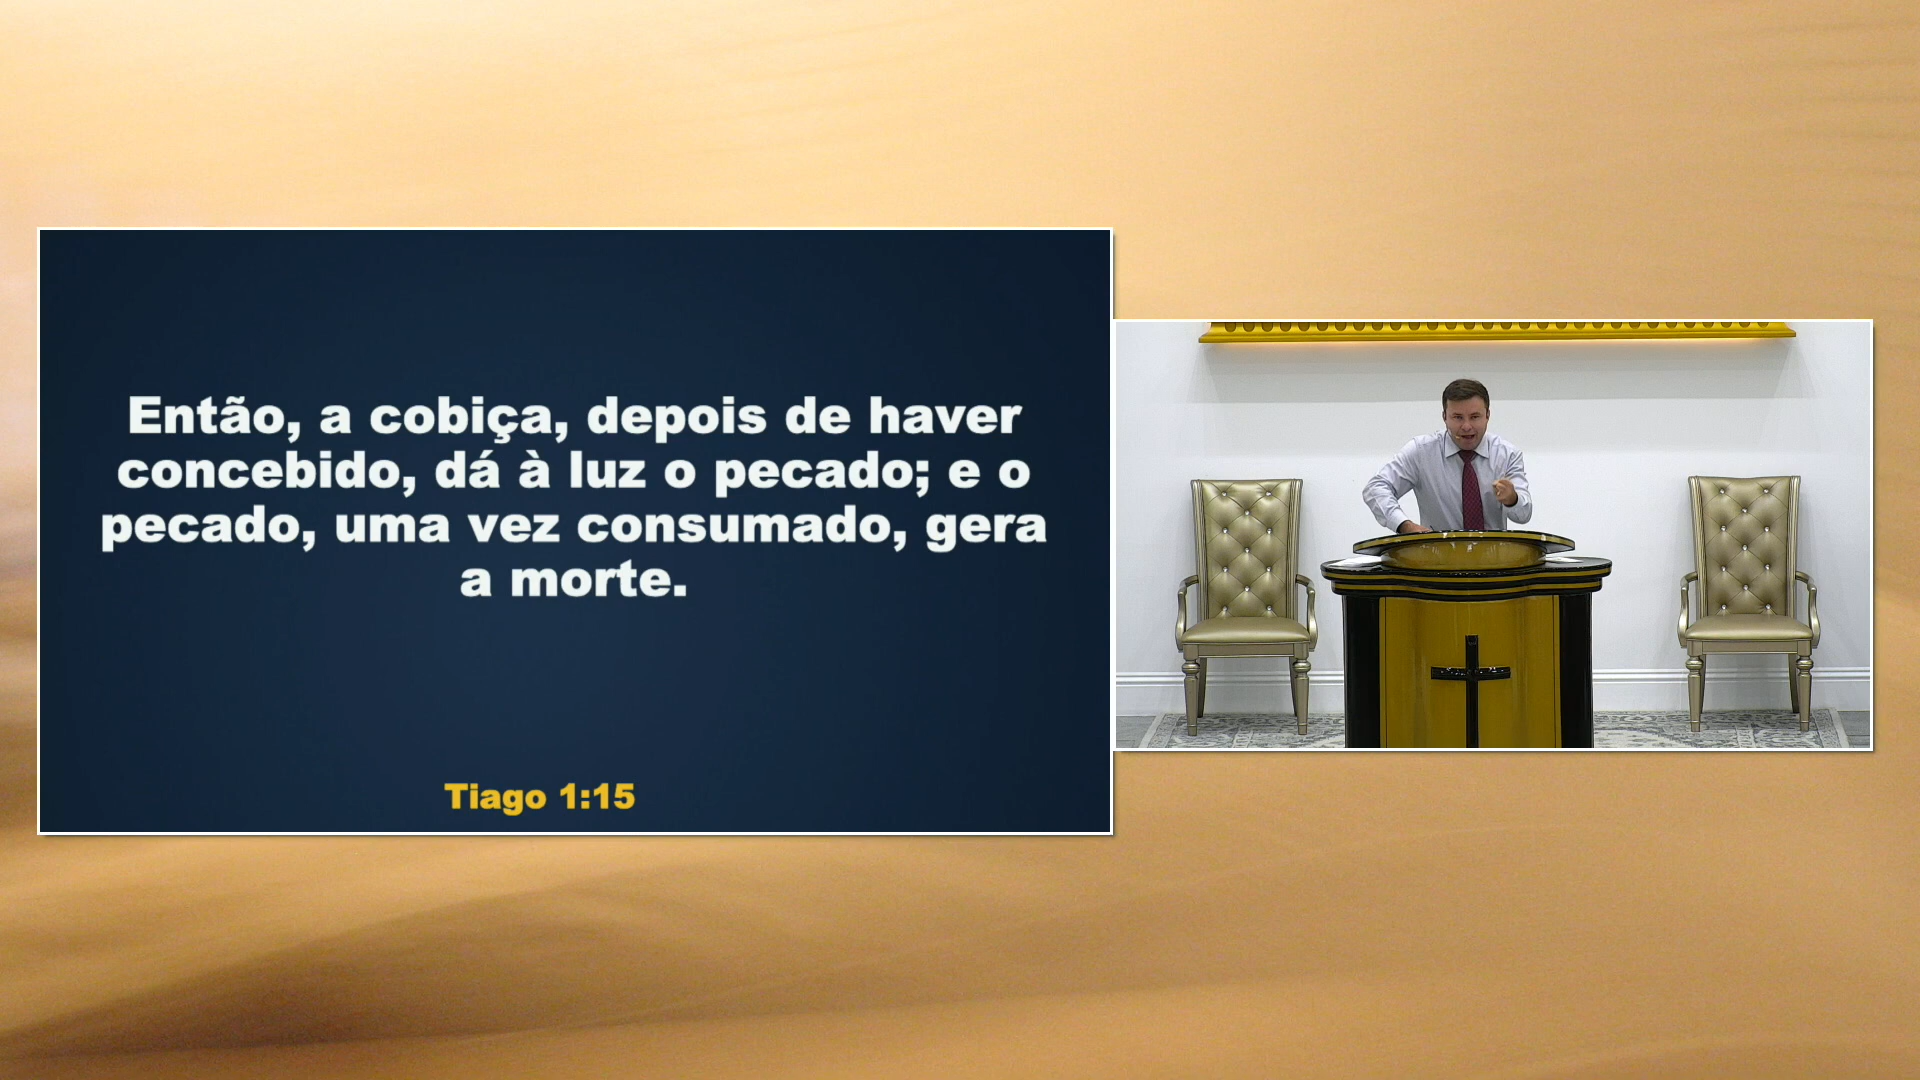 Então, a cobiça, depois de haver
concebido, dá à luz o pecado; e o
pecado, uma vez consumado, gera
a morte.
Tiago 1:15